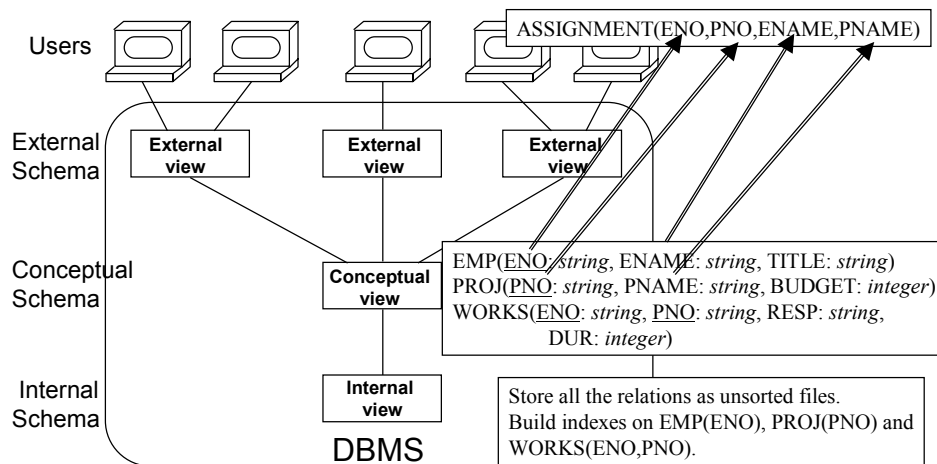 Users
ASSIGNMENT(ENO,PNO,ENAME,PNAME)
External
Schema
External
view
External
view
External
view
Conceptual
Schema
Conceptual
view
EMP(ENO: string, ENAME: string, TITLE: string)
PROJ(PNO: string, PNAME: string, BUDGET: integer)
WORKS(ENO: string, PNO: string, RESP: string,
DUR: integer)
Internal
Schema
Internal
view
Store all the relations as unsorted files.
Build indexes on EMP(ENO), PROJ(PNO) and
WORKS(ENO,PNO).
DBMS